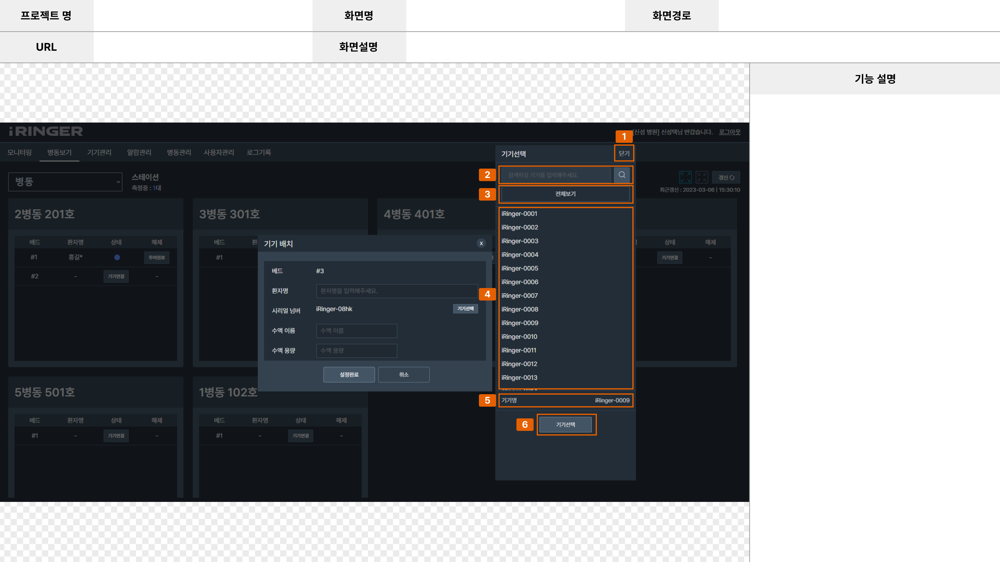 프로젝트 명
화면명
화면경로
URL
화면설명
기능 설명
iRINGER
[신성 병원] 신성택님 반갑습니다. 로그아웃
모니터링 병동보기 기기관리 알람관리 병동관리 사용자관리 로그기록
병동
스테이션
측정중 : 1대
갱신
최근갱신 : 2023-03-06 | 15:30:10
2병동 201호
베드 환자명 상태 해제
#1 홍길* 투여완료
#2 - 기기연결 -
3병동 301호
베드 환
#1
4병동 401호
상태 해제
기기연결 -
5병동 501호
베드 환자명 상태 해제
#1 - 기기연결 -
1병동 102호
베드 환자명 상태 해제
#1 - 기기연결 -
기기 배치 x
베드 #3
환자명 환자명을 입력해주세요.
시리얼 넘버 iRinger-08hk 기기선택
수액 이름 수액 이름
수액 용량 수액 용량
설정완료 취소
1
기기선택 닫기
2 검색하실 기기를 입력해주세요.
3 전체보기
iRinger-0001
iRinger-0002
iRinger-0003
iRinger-0004
iRinger-0005
iRinger-0006
4
iRinger-0007
iRinger-0008
iRinger-0009
iRinger-0010
iRinger-0011
iRinger-0012
iRinger-0013
5 기기명 iRinger-0009
6 기기선택